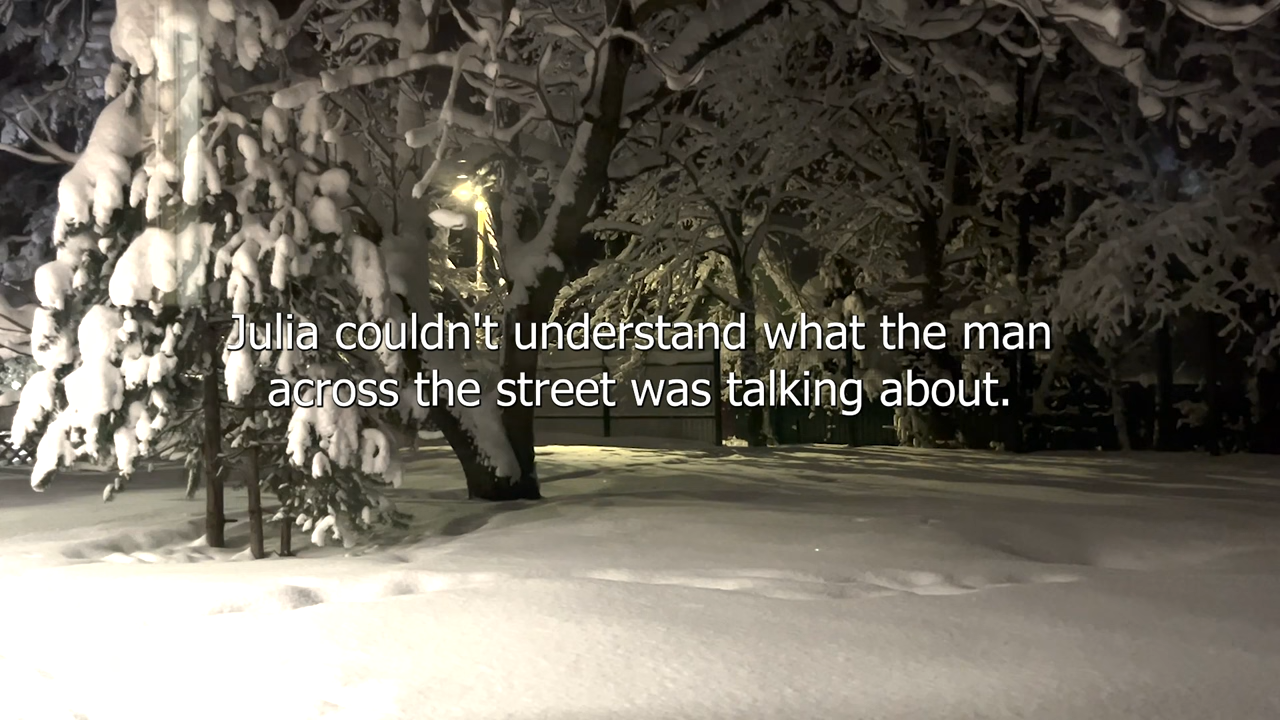 Julia couldn't understand what the man
across the street was talking about.